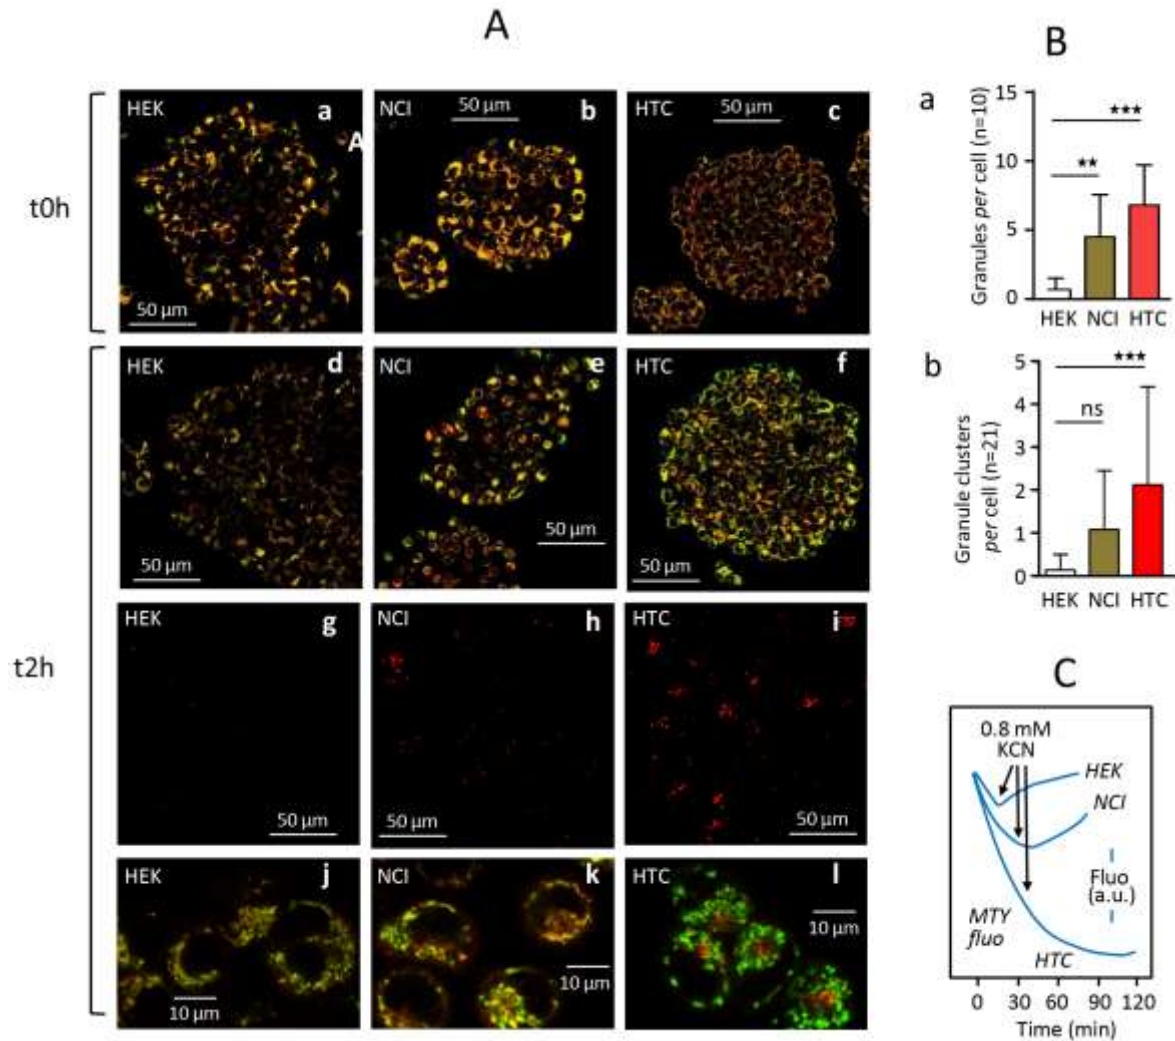 A
B
t0h
HEK
a
A
50 μm
NCI
50 μm
b
HTC
50 μm
c
t2h
HEK
d
50 μm
NCI
e
50 μm
HTC
f
50 μm
HEK
g
50 μm
NCI
h
50 μm
HTC
i
50 μm
HEK
j
10 μm
NCI
k
10 μm
HTC
l
10 μm
a
Granules per cell (n=10)
15
10
5
0
★★★
★★
HEK NCI HTC
b
Granule clusters
per cell (n=21)
5
4
3
2
1
0
★★★
ns
HEK NCI HTC
C
0.8 mM
KCN
HEK
NCI
Fluo
(a.u.)
MTY
fluo
HTC
0 30 60 90 120
Time (min)